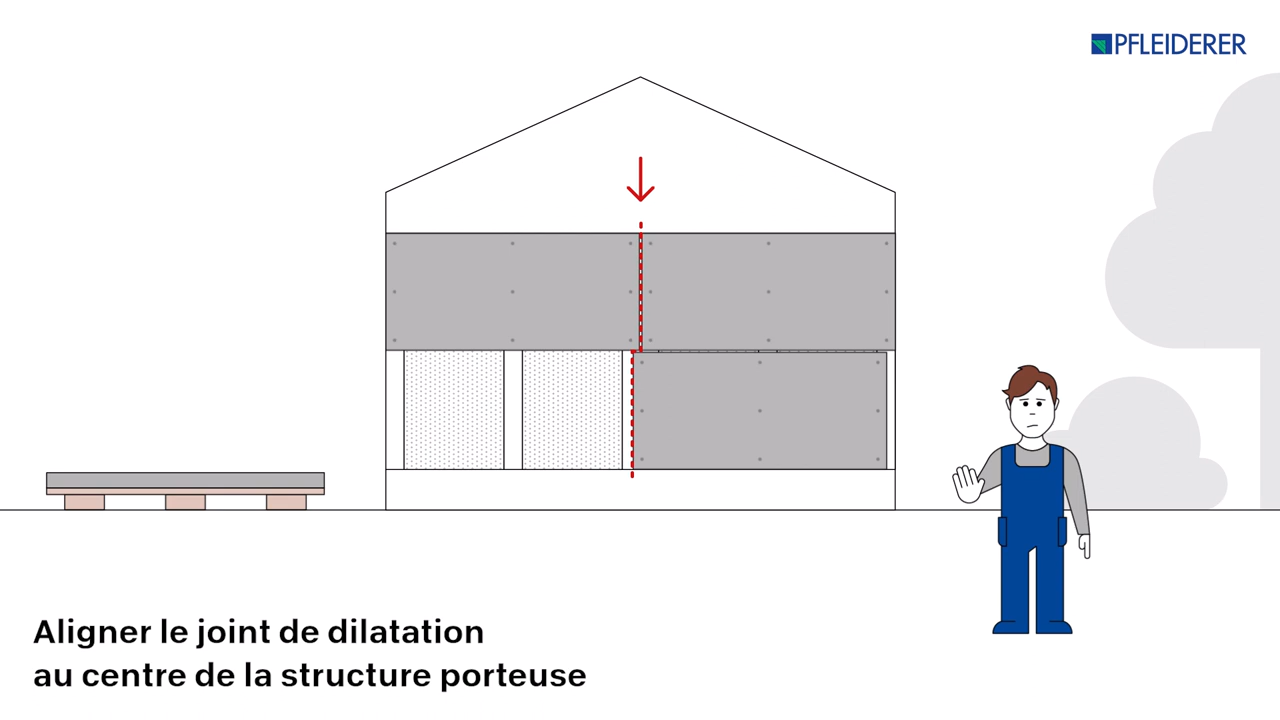 PFLEIDERER
Aligner le joint de dilatation
au centre de la structure porteuse